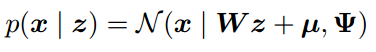 p(x | z) = N(x | Wz + μ, Ψ)